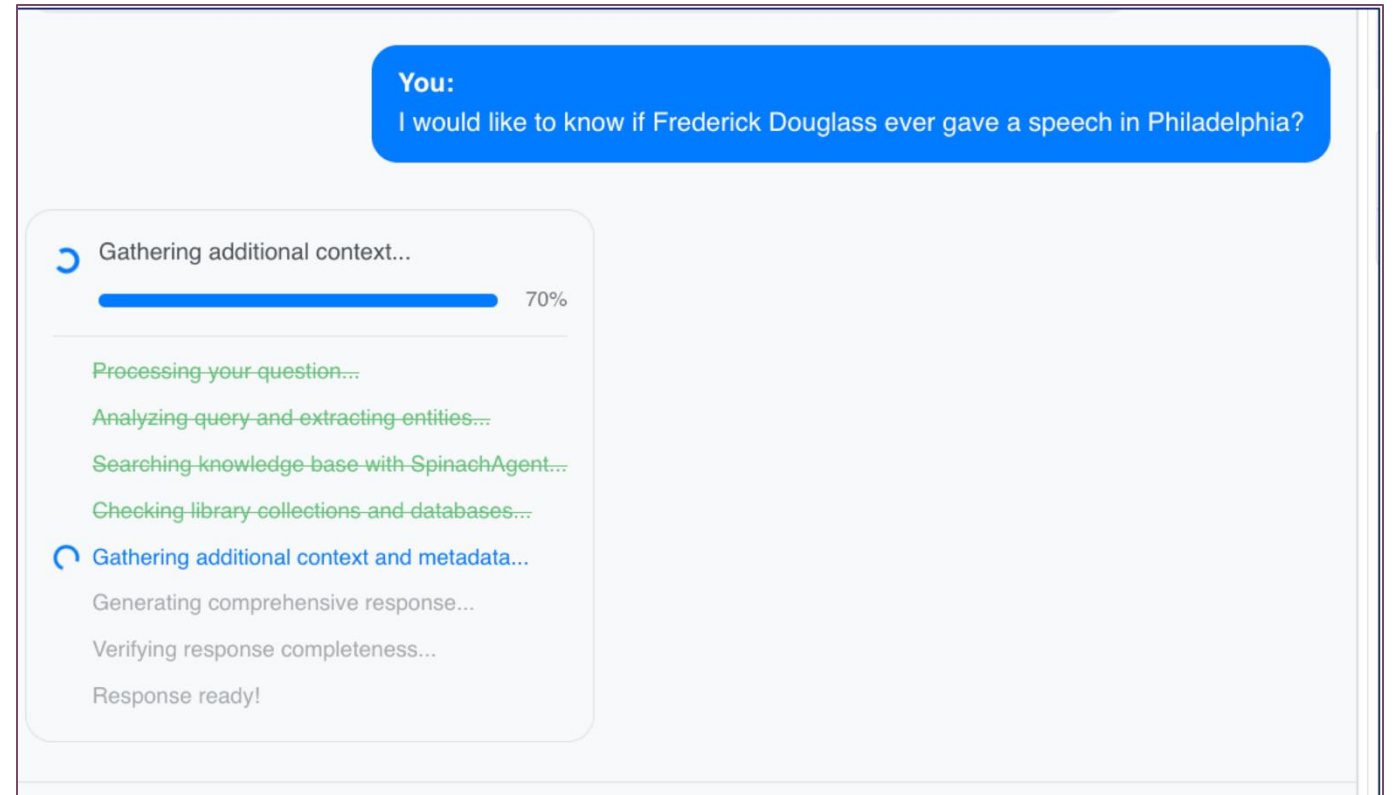 You:
I would like to know if Frederick Douglass ever gave a speech in Philadelphia?
Gathering additional context...
70%
Processing your question...
Analyzing query and extracting entities...
Searching knowledge base with SpinachAgent...
Checking library collections and databases...
Gathering additional context and metadata...
Generating comprehensive response...
Verifying response completeness...
Response ready!